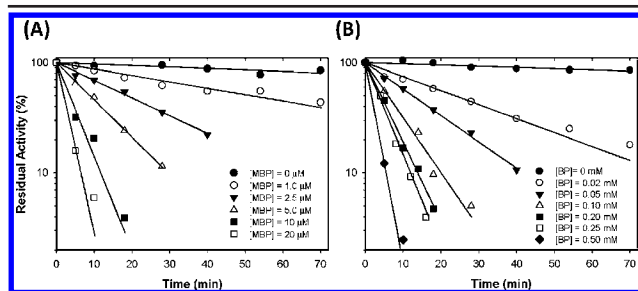 (A)
(B)
Residual Activity (%)
100
10
[MBP] = 0 µM
[MBP] = 1.0 µM
[MBP] = 2.5 µM
[MBP] = 5.0 µM
[MBP] = 10 µM
[MBP] = 20 µM
0 10 20 30 40 50 60 70
Time (min)
100
10
[BP]= 0 mM
[BP] = 0.02 mM
[BP] = 0.05 mM
[BP] = 0.10 mM
[BP] = 0.20 mM
[BP] = 0.25 mM
[BP] = 0.50 mM
0 10 20 30 40 50 60 70
Time (min)